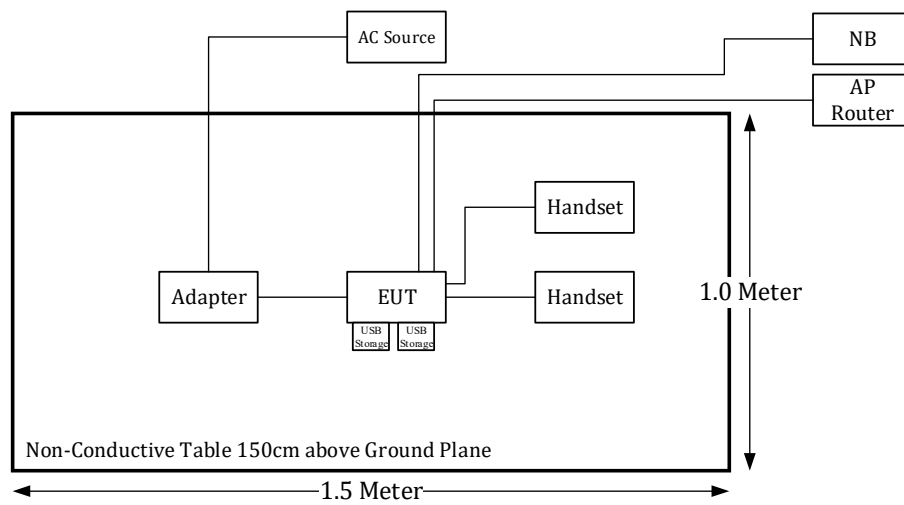 AC Source
NB
AP
Router
Handset
Adapter
EUT
Handset
1.0 Meter
USB
Storage
USB
Storage
Non-Conductive Table 150cm above Ground Plane
1.5 Meter